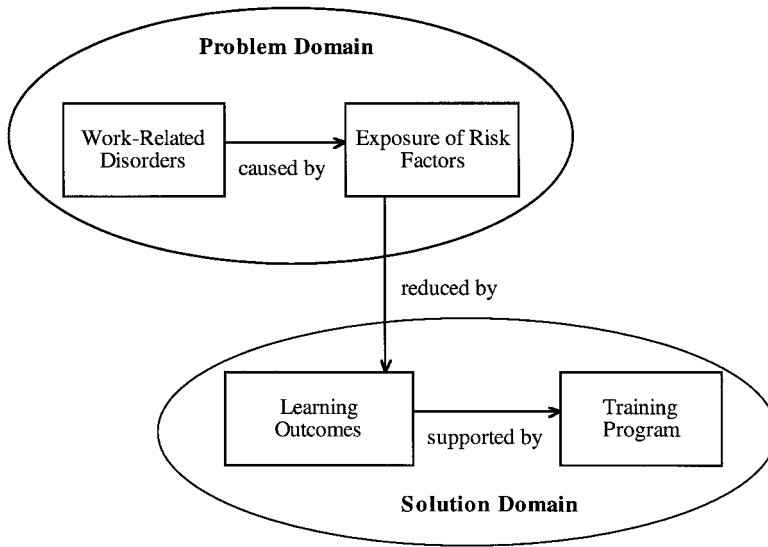 Problem Domain
Work-Related
Disorders
caused by
Exposure of Risk
Factors
reduced by
Learning
Outcomes
supported by
Training
Program
Solution Domain